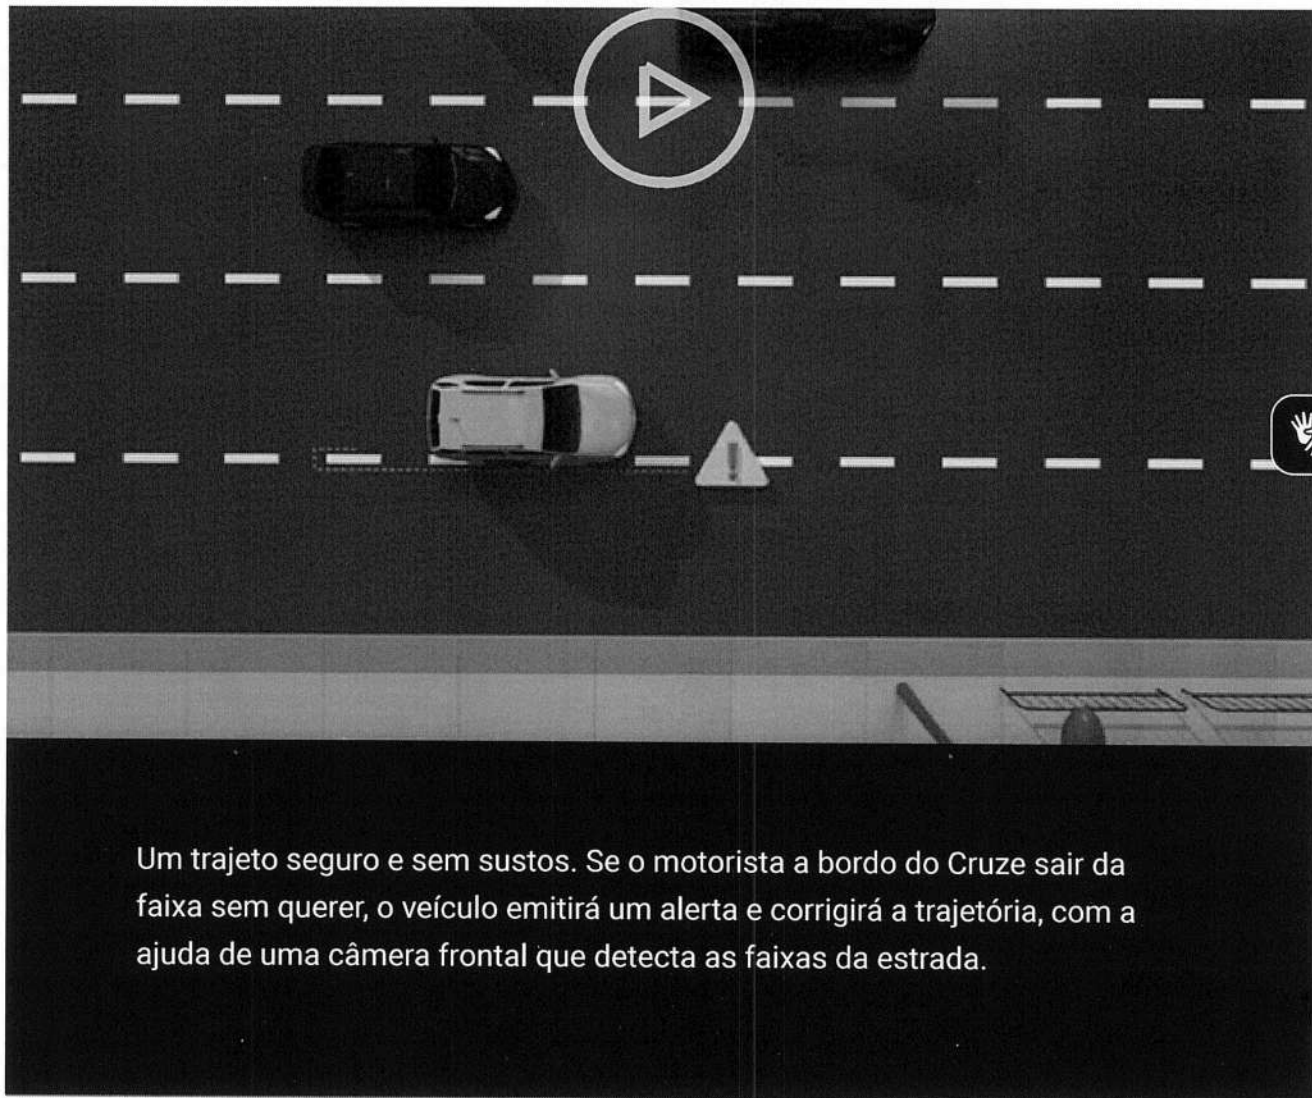 Um trajeto seguro e sem sustos. Se o motorista a bordo do Cruze sair da
faixa sem querer, o veículo emitirá um alerta e corrigirá a trajetória, com a
ajuda de uma câmera frontal que detecta as faixas da estrada.